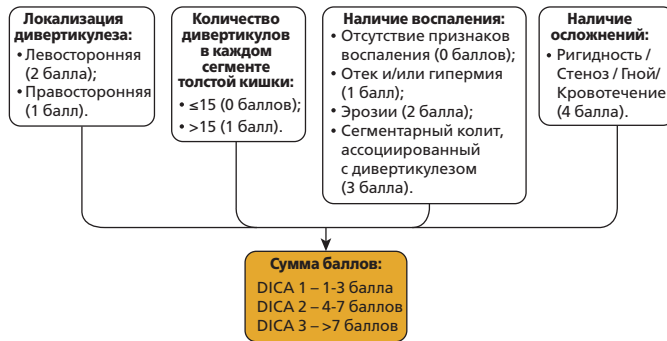 Локализация
дивертикулеза:
• Левосторонняя
(2 балла);
• Правосторонняя
(1 балл).
Количество
дивертикулов
в каждом
сегменте
толстой кишки:
• ≤15 (0 баллов);
• >15 (1 балл).
Наличие воспаления:
• Отсутствие признаков
воспаления (0 баллов);
• Отек и/или гипермия
(1 балл);
• Эрозии (2 балла);
• Сегментарный колит,
ассоциированный
с дивертикулезом
(3 балла).
Наличие
осложнений:
• Ригидность /
Стеноз / Гной/
Кровотечение
(4 балла).
Сумма баллов:
DICA 1 – 1-3 балла
DICA 2 – 4-7 баллов
DICA 3 – >7 баллов